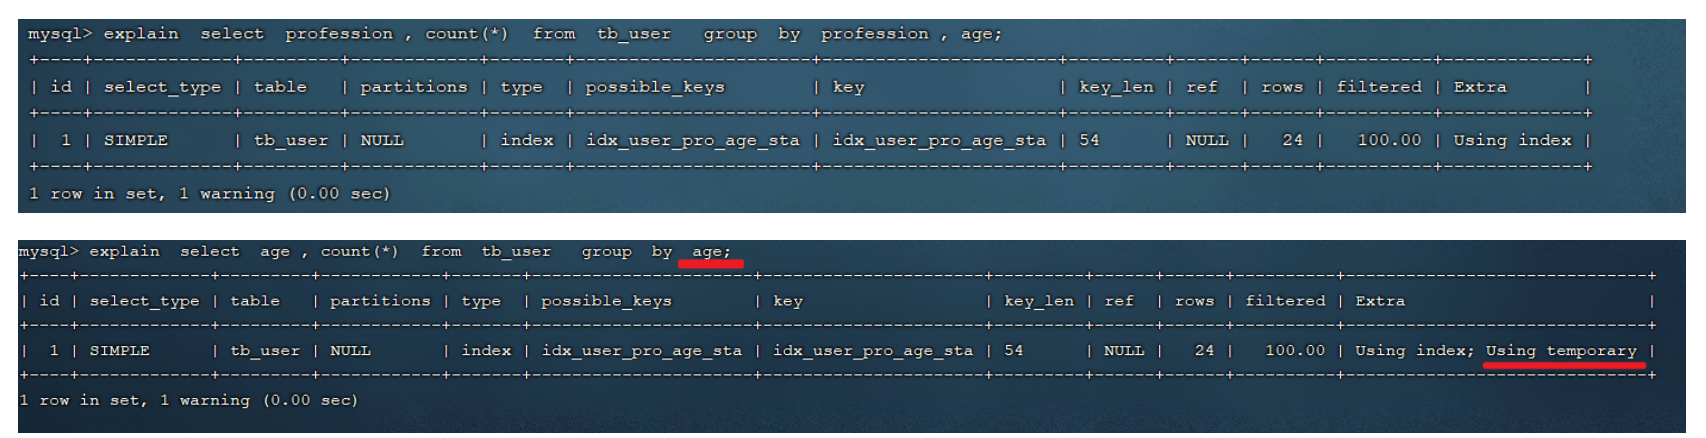 mysql> explain select profession , count(*) from tb_user group by profession , age;
+----+-------------+---------+------------+-------+----------------------+----------------------+---------+------+------+----------+-------------+
| id | select_type | table | partitions | type | possible_keys | key | key_len | ref | rows | filtered | Extra |
+----+-------------+---------+------------+-------+----------------------+----------------------+---------+------+------+----------+-------------+
| 1 | SIMPLE | tb_user | NULL | index | idx_user_pro_age_sta | idx_user_pro_age_sta | 54 | NULL | 24 | 100.00 | Using index |
+----+-------------+---------+------------+-------+----------------------+----------------------+---------+------+------+----------+-------------+
1 row in set, 1 warning (0.00 sec)
mysql> explain select age , count(*) from tb_user group by age;
+----+-------------+---------+------------+-------+----------------------+----------------------+---------+------+------+----------+------------------------------+
| id | select_type | table | partitions | type | possible_keys | key | key_len | ref | rows | filtered | Extra |
+----+-------------+---------+------------+-------+----------------------+----------------------+---------+------+------+----------+------------------------------+
| 1 | SIMPLE | tb_user | NULL | index | idx_user_pro_age_sta | idx_user_pro_age_sta | 54 | NULL | 24 | 100.00 | Using index; Using temporary |
+----+-------------+---------+------------+-------+----------------------+----------------------+---------+------+------+----------+------------------------------+
1 row in set, 1 warning (0.00 sec)